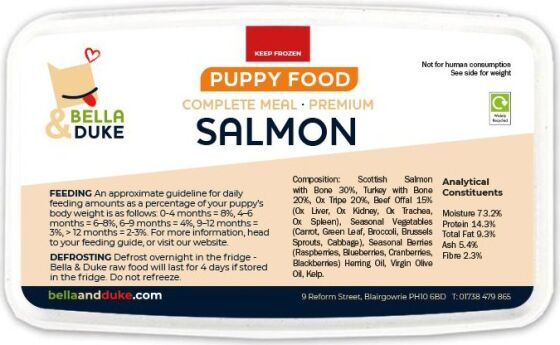 KEEP FROZEN
PUPPY FOOD
COMPLETE MEAL · PREMIUM
SALMON
BELLA
& DUKE
Not for human consumption
See side for weight
Widely
Recycled
FEEDING An approximate guideline for daily
feeding amounts as a percentage of your puppy's
body weight is as follows: 0-4 months = 8%, 4-6
months = 6–8%, 6–9 months = 4%, 9–12 months =
3%, > 12 months = 2-3%. For more information, head
to your feeding guide, or visit our website.
DEFROSTING Defrost overnight in the fridge -
Bella & Duke raw food will last for 4 days if stored
in the fridge. Do not refreeze.
Composition: Scottish Salmon
with Bone 30%, Turkey with Bone
20%, Ox Tripe 20%, Beef Offal 15%
(Ox Liver, Ox Kidney, Ox Trachea,
Ox Spleen), Seasonal Vegetables
(Carrot, Green Leaf, Broccoli, Brussels
Sprouts, Cabbage), Seasonal Berries
(Raspberries, Blueberries, Cranberries,
Blackberries) Herring Oil, Virgin Olive
Oil, Kelp.
Analytical
Constituents
Moisture 73.2%
Protein 14.3%
Total Fat 9.3%
Ash 5.4%
Fibre 2.3%
bellaandduke.com
9 Reform Street, Blairgowrie PH10 6BD T: 01738 479 865